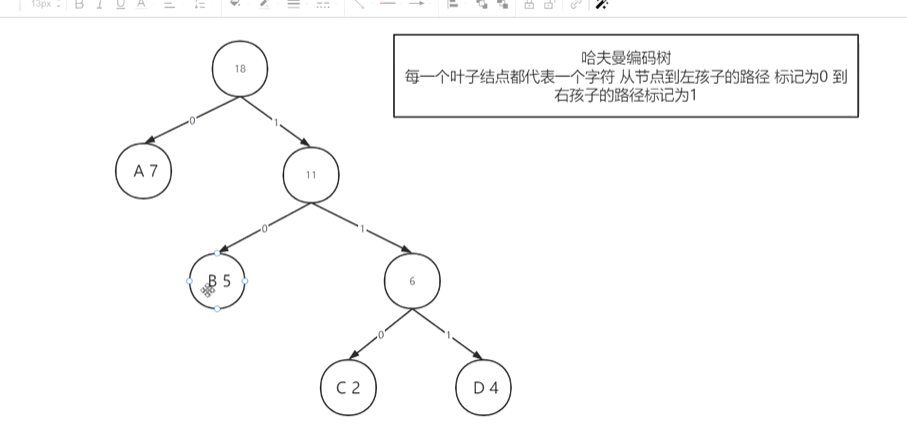 13px B I U A
18
哈夫曼编码树
每一个叶子结点都代表一个字符 从节点到左孩子的路径 标记为0 到
右孩子的路径标记为1
0 1
A 7
11
0 1
B 5
6
0 1
C 2
D 4